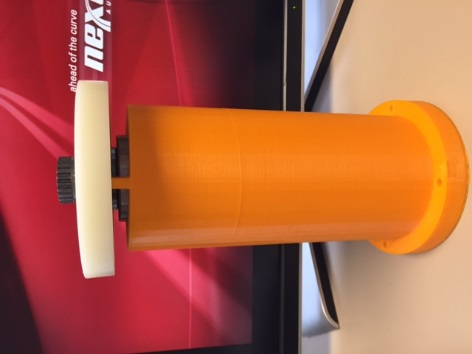 ahead of the curve
nex
A U